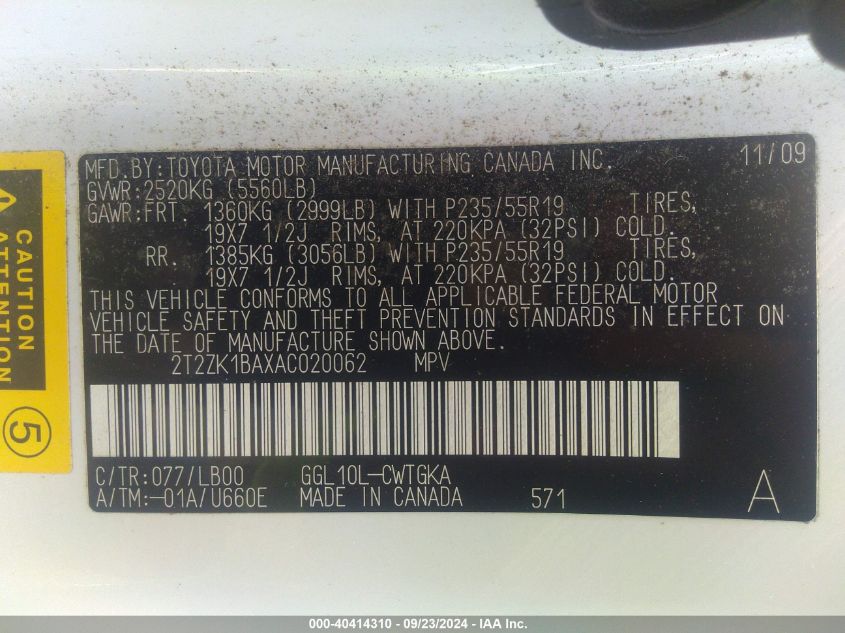 MFD.BY:TOYOTA MOTOR MANUFACTURING CANADA INC. 11/09
GVWR:2520KG (5560LB)
GAWR:FRT. 1360KG (2999LB) WITH P235/55R19 TIRES,
19X7 1/2J RIMS, AT 220KPA (32PSI) COLD.
RR. 1385KG (3056LB) WITH P235/55R19 TIRES,
19X7 1/2J RIMS, AT 220KPA (32PSI) COLD.
THIS VEHICLE CONFORMS TO ALL APPLICABLE FEDERAL MOTOR
VEHICLE SAFETY AND THEFT PREVENTION STANDARDS IN EFFECT ON
THE DATE OF MANUFACTURE SHOWN ABOVE.
2T2ZK1BAXAC020062 MPV
C/TR:077/LB00 GGL10L-CWTGKA
A/TM:-01A/U660E MADE IN CANADA 571 A
CAUTION
ATTENTION
5
000-40414310 - 09/23/2024 - IAA Inc.